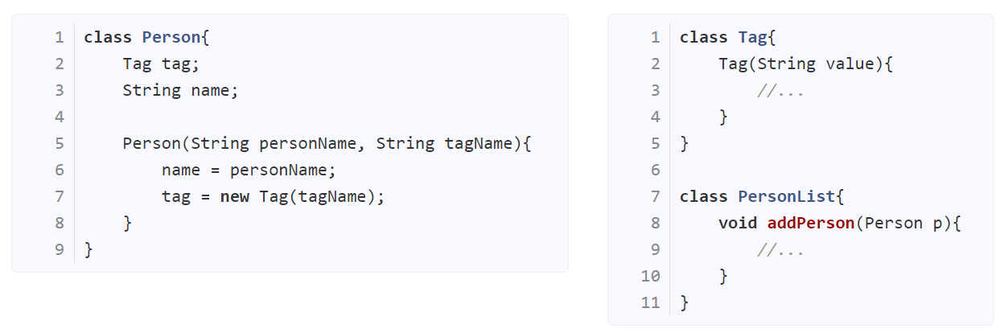 1 class Person{
2     Tag tag;
3     String name;
4
5     Person(String personName, String tagName){
6         name = personName;
7         tag = new Tag(tagName);
8     }
9 }
1 class Tag{
2     Tag(String value){
3         //...
4     }
5 }
6
7 class PersonList{
8     void addPerson(Person p){
9         //...
10     }
11 }